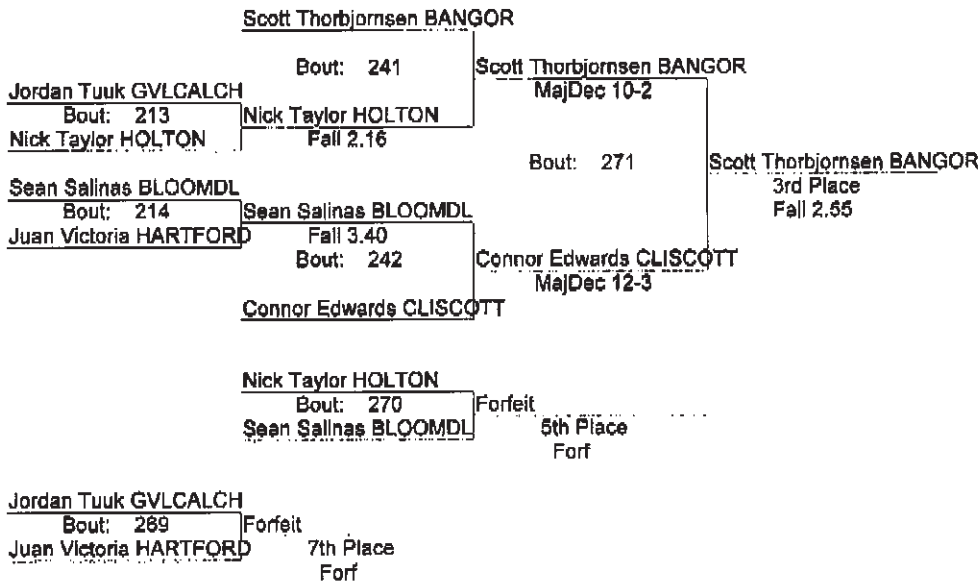 Scott Thorbjornsen BANGOR
Bout: 241
Scott Thorbjornsen BANGOR
MajDec 10-2
Jordan Tuuk GVLCALCH
Bout: 213
Nick Taylor HOLTON
Nick Taylor HOLTON
Fall 2.16
Bout: 271
Scott Thorbjornsen BANGOR
3rd Place
Fall 2.55
Sean Salinas BLOOMDL
Bout: 214
Sean Salinas BLOOMDL
Juan Victoria HARTFORD
Fall 3.40
Bout: 242
Connor Edwards CLISCOTT
MajDec 12-3
Connor Edwards CLISCOTT
Nick Taylor HOLTON
Bout: 270
Forfeit
Sean Salinas BLOOMDL
5th Place
Forf
Jordan Tuuk GVLCALCH
Bout: 269
Forfeit
Juan Victoria HARTFORD
7th Place
Forf